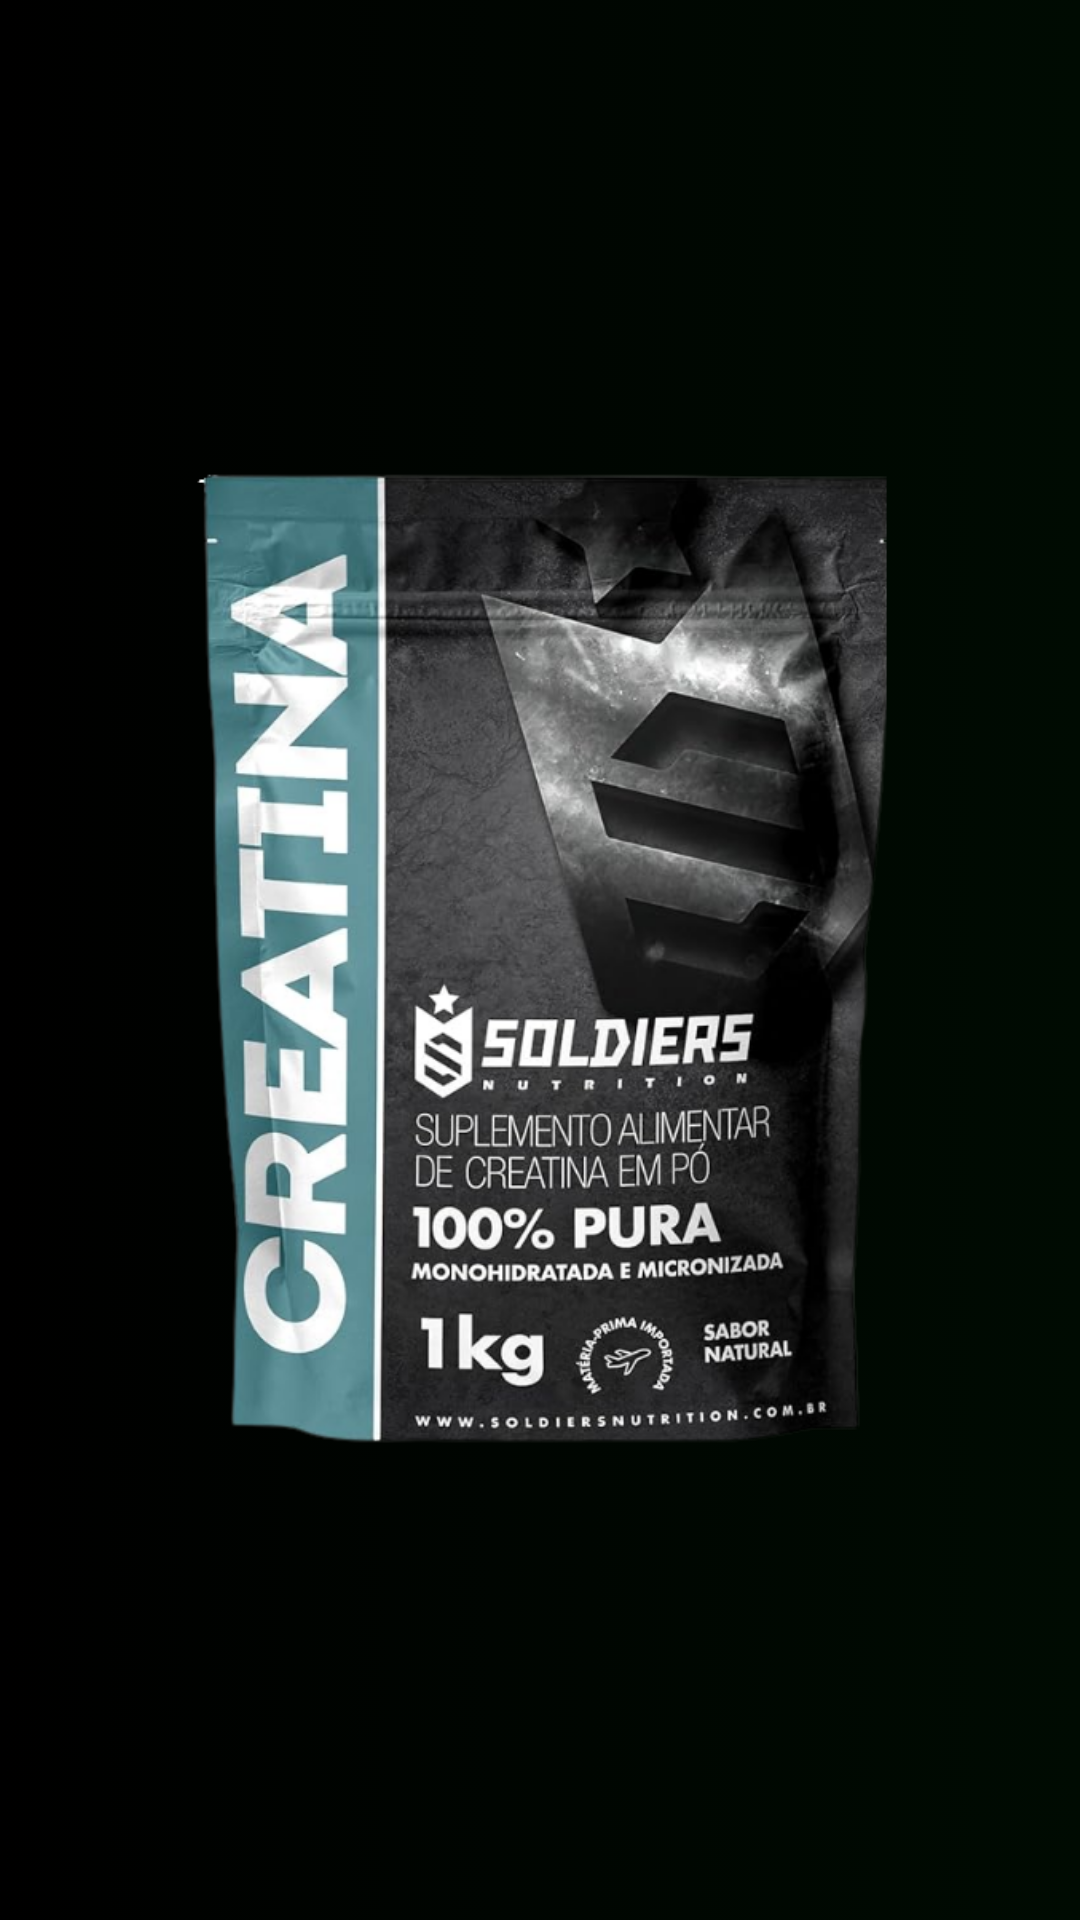 CREATINA
SOLDIERS
NUTRITION
SUPLEMENTO ALIMENTAR
DE CREATINA EM PÓ
100% PURA
MONOHIDRATADA E MICRONIZADA
1kg
MATÉRIA-PRIMA IMPORTADA
SABOR
NATURAL
WWW.SOLDIERSNUTRITION.COM.BR